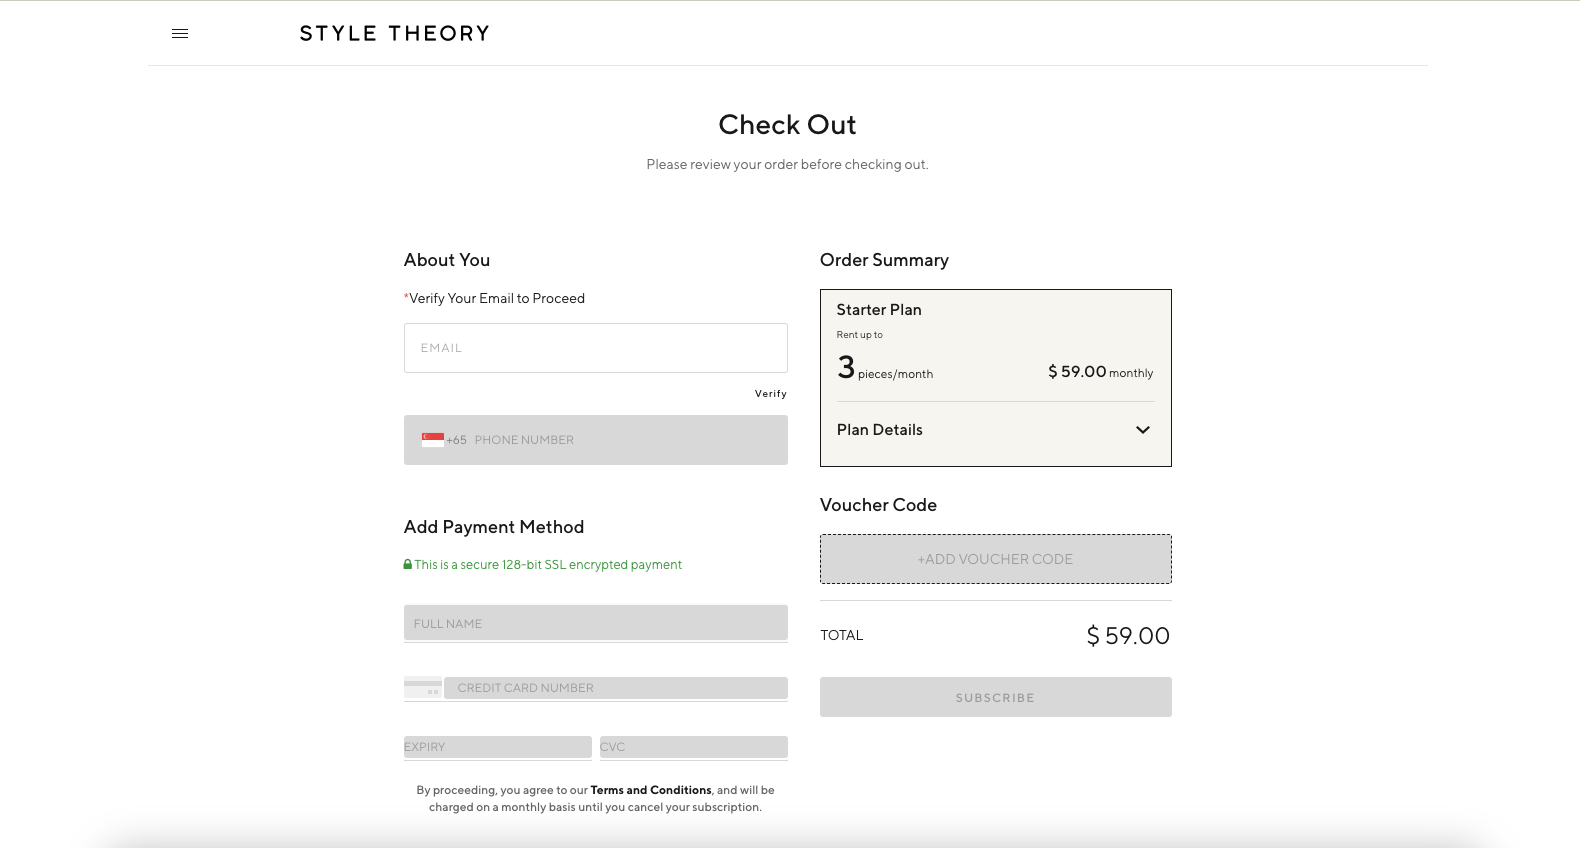 STYLE THEORY
Check Out
Please review your order before checking out.
About You
*Verify Your Email to Proceed
EMAIL
Verify
+65 PHONE NUMBER
Add Payment Method
This is a secure 128-bit SSL encrypted payment
FULL NAME
CREDIT CARD NUMBER
EXPIRY CVC
By proceeding, you agree to our Terms and Conditions, and will be
charged on a monthly basis until you cancel your subscription.
Order Summary
Starter Plan
Rent up to
3 pieces/month $ 59.00 monthly
Plan Details
Voucher Code
+ADD VOUCHER CODE
TOTAL $ 59.00
SUBSCRIBE